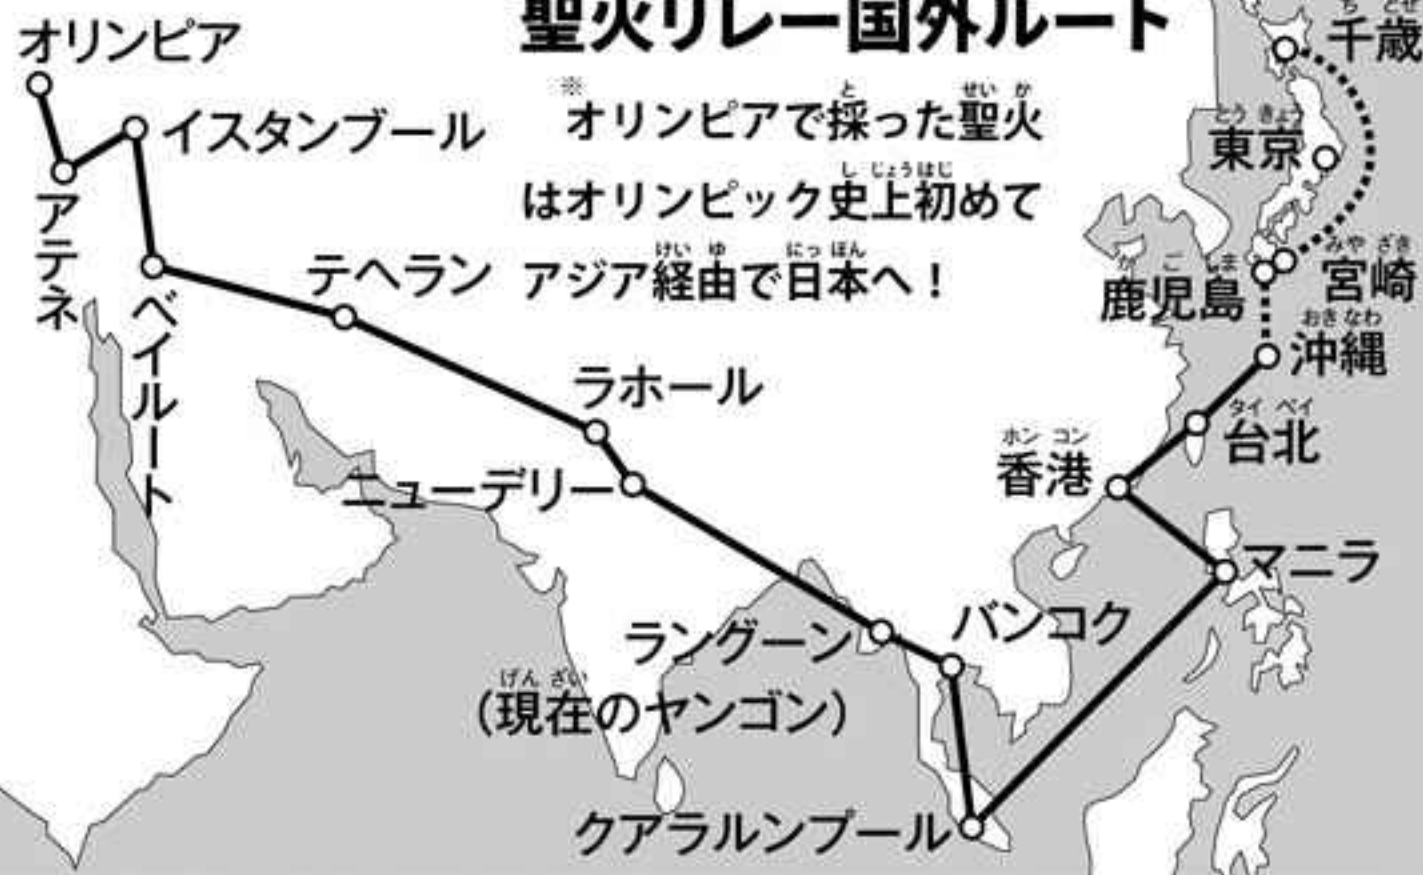 聖火リレー国外ルート
※オリンピアで採った聖火
はオリンピック史上初めて
アジア経由で日本へ！
オリンピア
アテネ
イスタンブール
ベイルート
テヘラン
ラホール
ニューデリー
ラングーン
（現在のヤンゴン）
バンコク
クアラルンプール
マニラ
香港
台北
沖縄
鹿児島
宮崎
東京
千歳